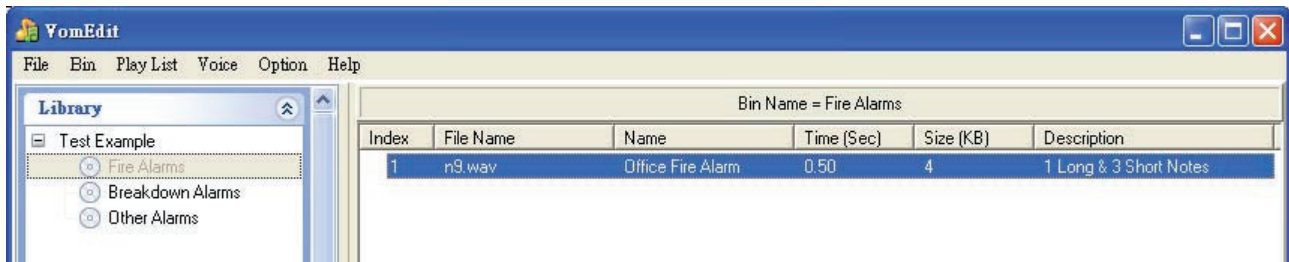 VomEdit
File Bin Play List Voice Option Help
Library
Test Example
Fire Alarms
Breakdown Alarms
Other Alarms
Bin Name = Fire Alarms
Index File Name Name Time (Sec) Size (KB) Description
1 n9.wav Office Fire Alarm 0.50 4 1 Long & 3 Short Notes